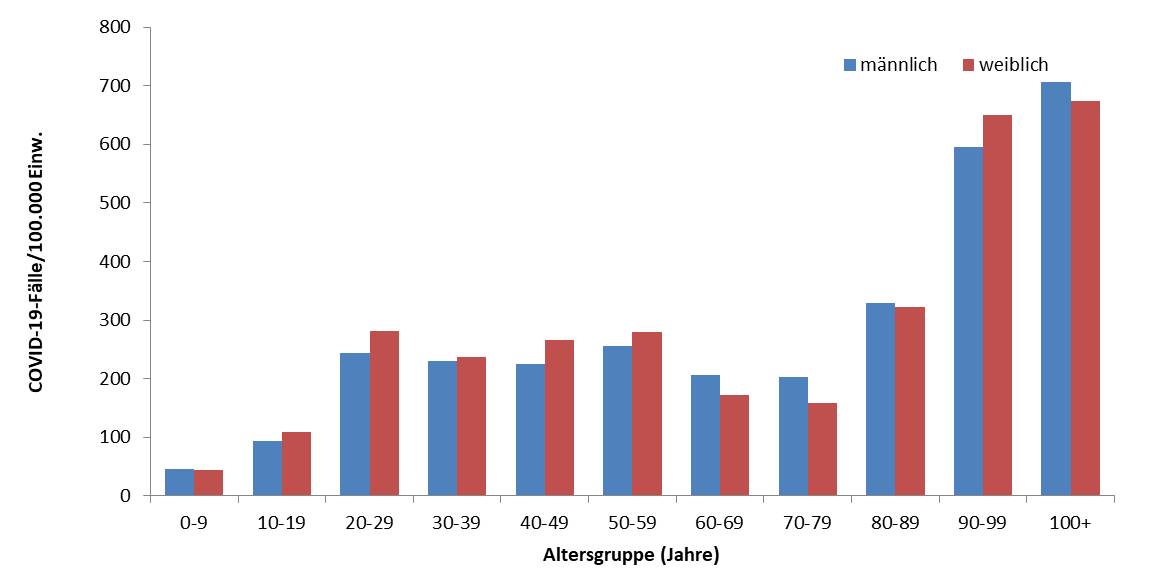 800
700
600
500
400
300
200
100
0
COVID-19-Fälle/100.000 Einw.
männlich weiblich
0-9 10-19 20-29 30-39 40-49 50-59 60-69 70-79 80-89 90-99 100+
Altersgruppe (Jahre)